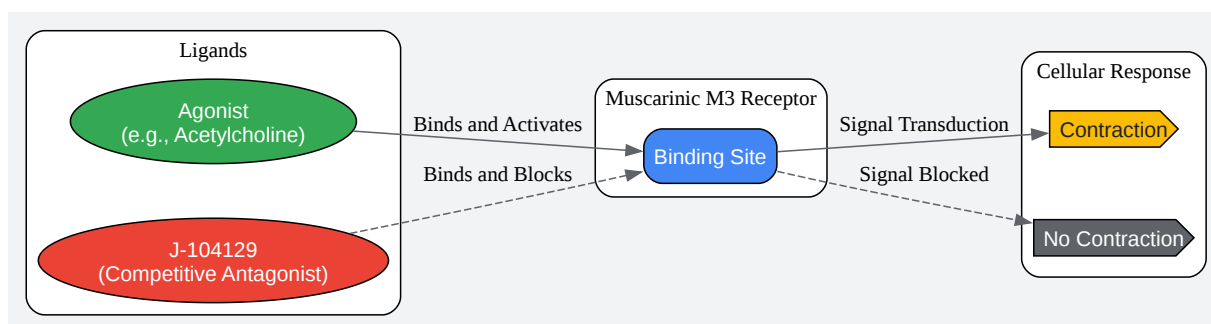 Ligands
Agonist
(e.g., Acetylcholine)
J-104129
(Competitive Antagonist)
Binds and Activates
Binds and Blocks
Muscarinic M3 Receptor
Binding Site
Signal Transduction
Signal Blocked
Cellular Response
Contraction
No Contraction